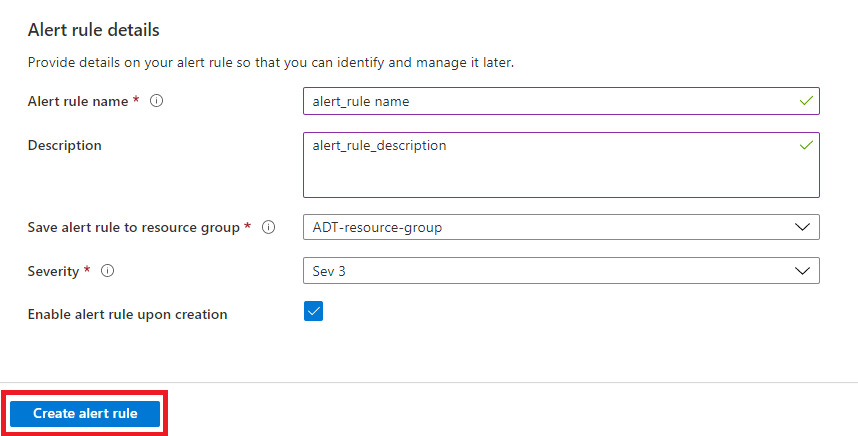 Alert rule details
Provide details on your alert rule so that you can identify and manage it later.
Alert rule name * alert_rule name
Description alert_rule_description
Save alert rule to resource group * ADT-resource-group
Severity * Sev 3
Enable alert rule upon creation
Create alert rule